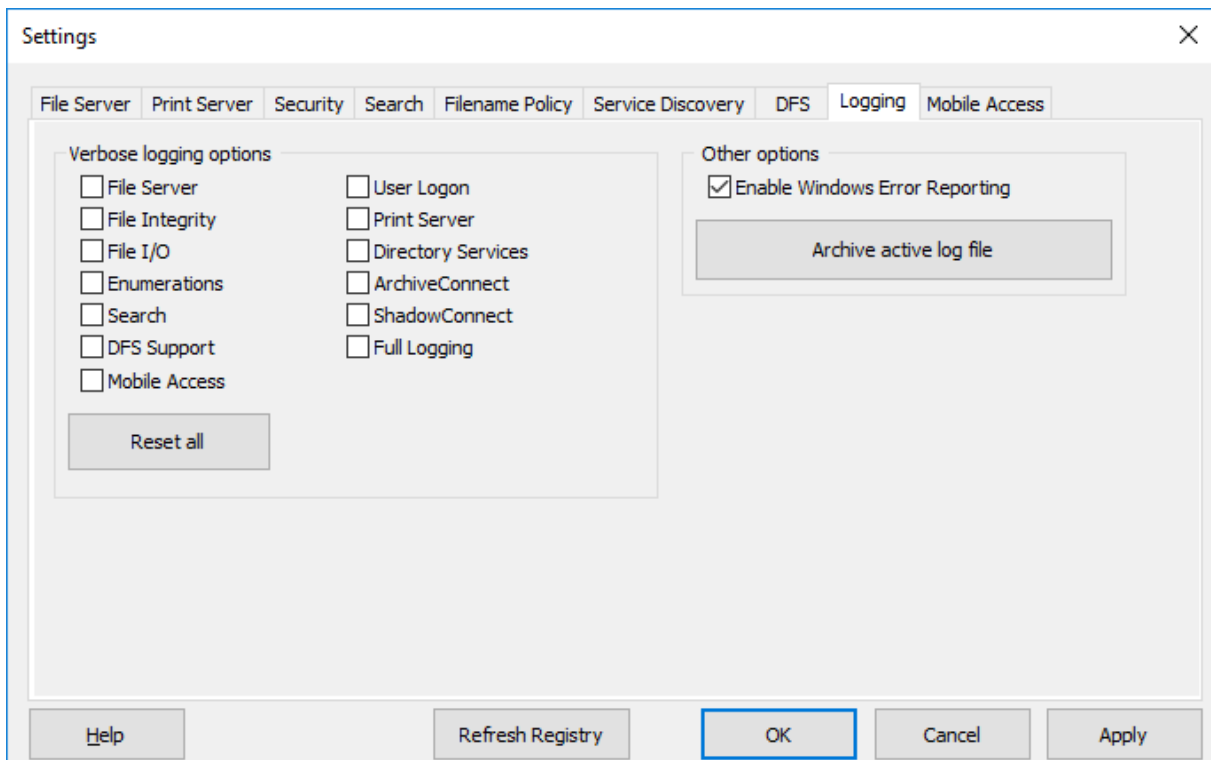 Settings
File Server Print Server Security Search Filename Policy Service Discovery DFS Logging Mobile Access
Verbose logging options
File Server
File Integrity
File I/O
Enumerations
Search
DFS Support
Mobile Access
User Logon
Print Server
Directory Services
ArchiveConnect
ShadowConnect
Full Logging
Reset all
Other options
Enable Windows Error Reporting
Archive active log file
Help Refresh Registry OK Cancel Apply